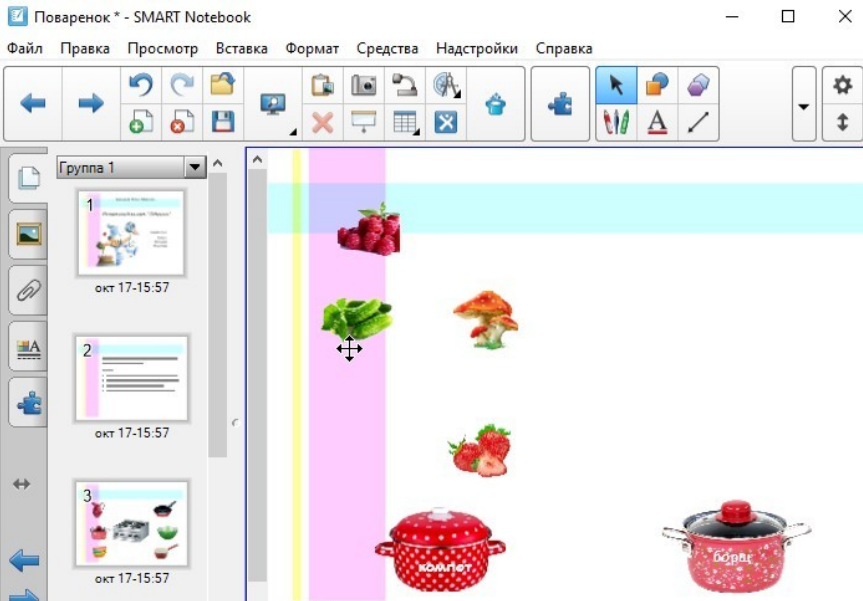 Поваренок * - SMART Notebook
Файл Правка Просмотр Вставка Формат Средства Надстройки Справка
Группа 1
1
окт 17-15:57
2
окт 17-15:57
3
окт 17-15:57
компот
борщ